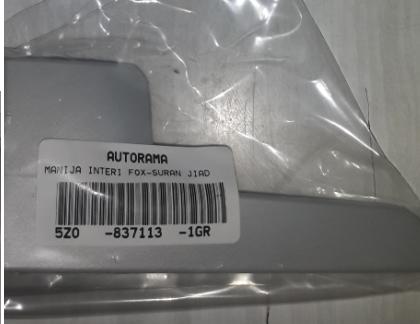 AUTORAMA
MANIJA INTERI FOX-SURAN J1AD
5Z0 -837113 -1GR